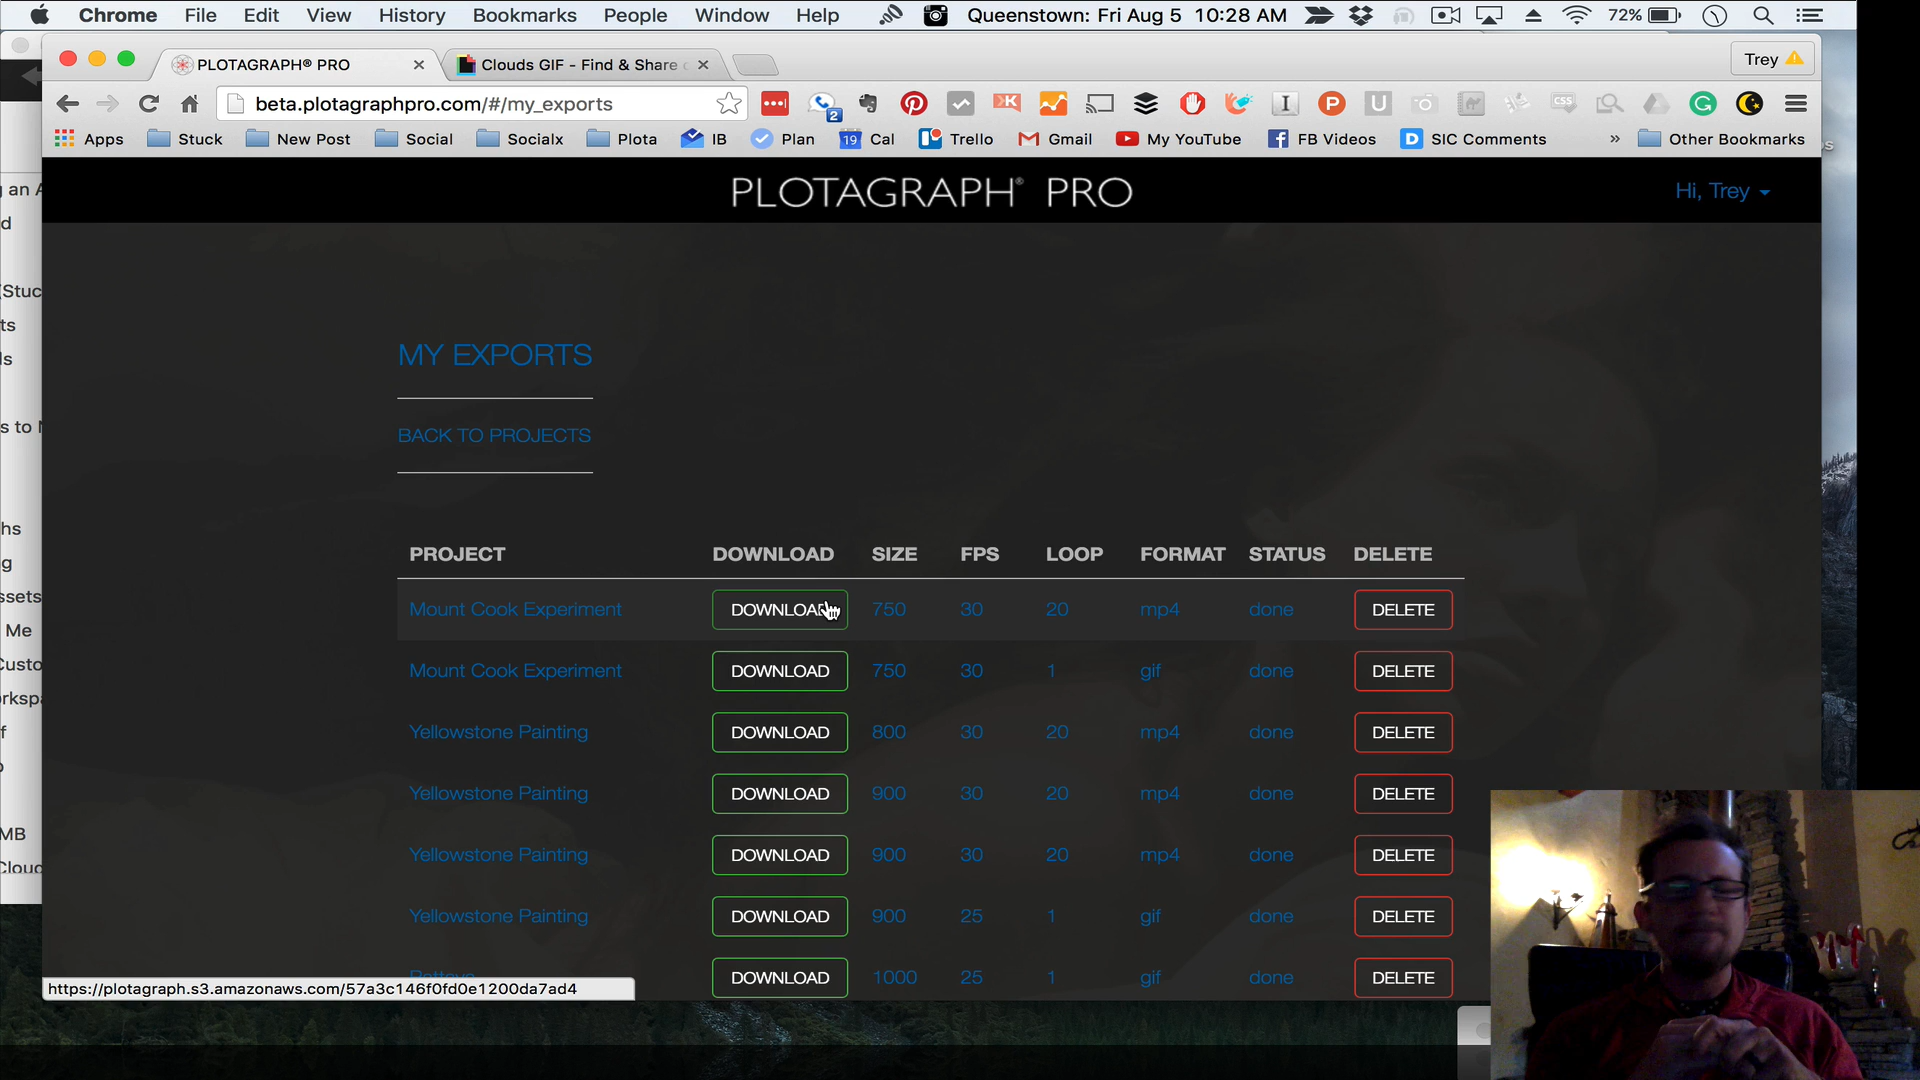 Chrome File Edit View History Bookmarks People Window Help Queenstown: Fri Aug 5 10:28 AM 72%
PLOTAGRAPH® PRO Clouds GIF - Find & Share Trey
beta.plotagraphpro.com/#/my_exports
2
Apps Stuck New Post Social Socialx Plota IB Plan 19 Cal Trello Gmail My YouTube FB Videos SIC Comments » Other Bookmarks
PLOTAGRAPH® PRO
Hi, Trey
MY EXPORTS
BACK TO PROJECTS
PROJECT DOWNLOAD SIZE FPS LOOP FORMAT STATUS DELETE
Mount Cook Experiment DOWNLOAD 750 30 20 mp4 done DELETE
Mount Cook Experiment DOWNLOAD 750 30 1 gif done DELETE
Yellowstone Painting DOWNLOAD 800 30 20 mp4 done DELETE
Yellowstone Painting DOWNLOAD 900 30 20 mp4 done DELETE
Yellowstone Painting DOWNLOAD 900 30 20 mp4 done DELETE
Yellowstone Painting DOWNLOAD 900 25 1 gif done DELETE
DOWNLOAD 1000 25 1 gif done DELETE
https://plotagraph.s3.amazonaws.com/57a3c146f0fd0e1200da7ad4